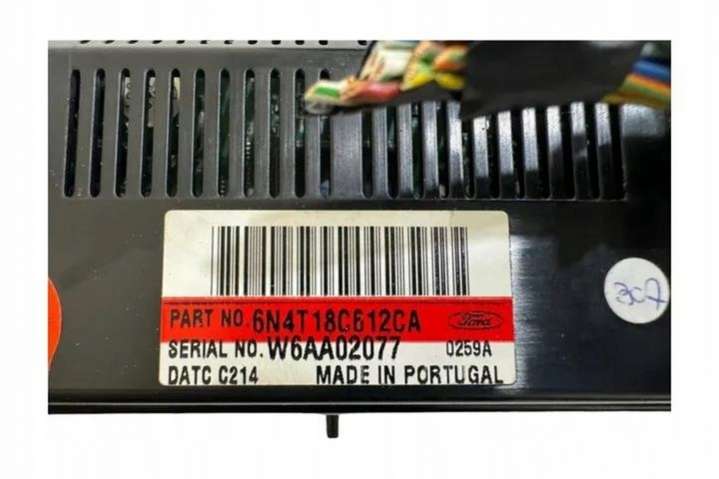 PART NO. 6N4T18C612CA Ford
SERIAL NO. W6AA02077 0259A
DATC C214 MADE IN PORTUGAL
307